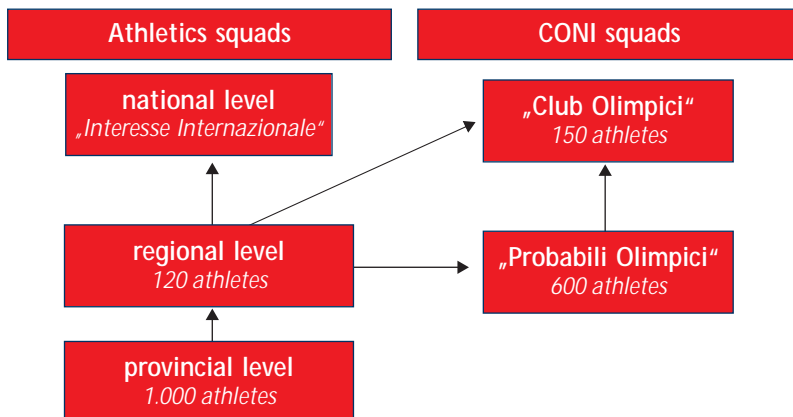 Athletics squads
CONI squads
national level
„Interesse Internazionale“
„Club Olimpici“
150 athletes
regional level
120 athletes
„Probabili Olimpici“
600 athletes
provincial level
1.000 athletes